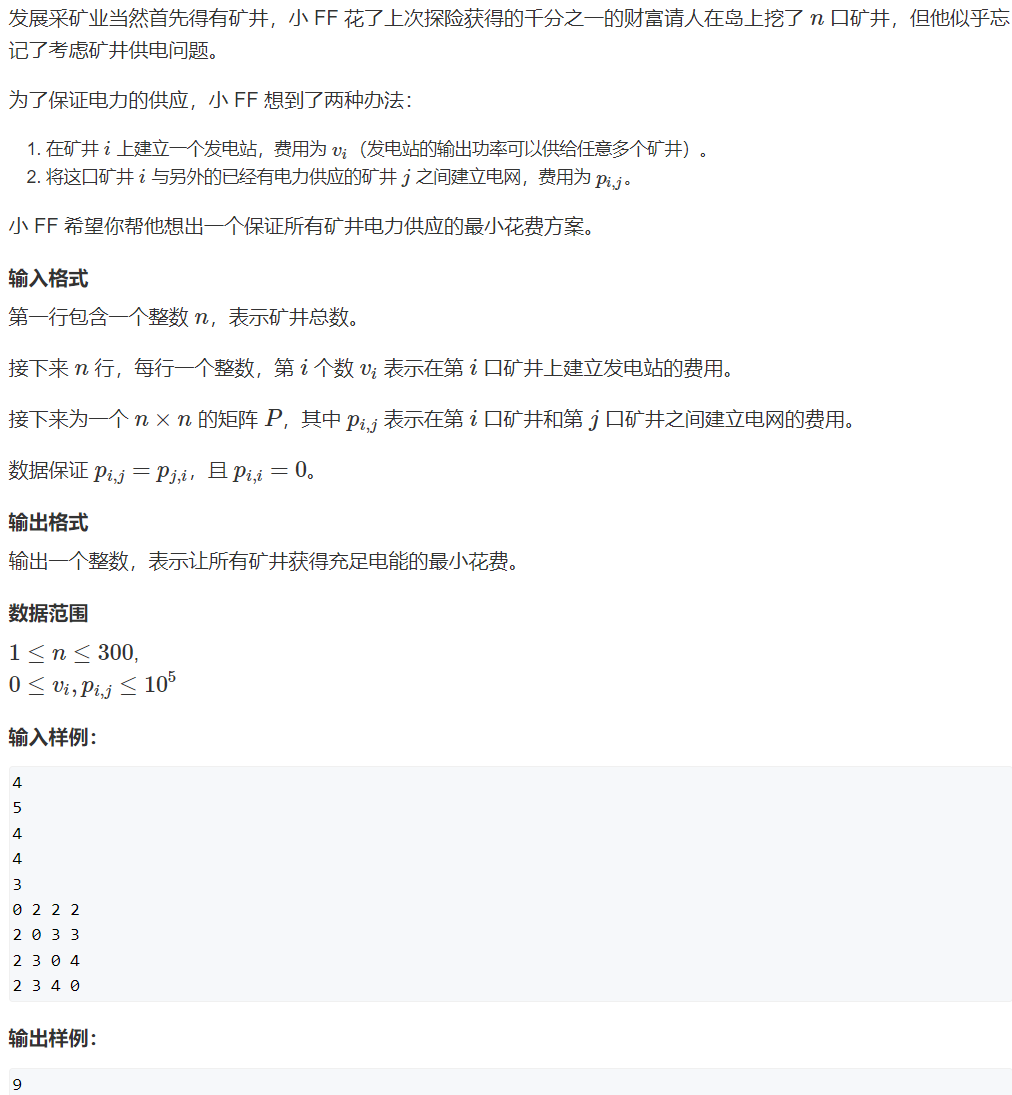 发展采矿业当然首先得有矿井，小 FF 花了上次探险获得的千分之一的财富请人在岛上挖了 n 口矿井，但他似乎忘
记了考虑矿井供电问题。
为了保证电力的供应，小 FF 想到了两种办法：
1. 在矿井 i 上建立一个发电站，费用为 v_i（发电站的输出功率可以供给任意多个矿井）。
2. 将这口矿井 i 与另外的已经有电力供应的矿井 j 之间建立电网，费用为 p_{i,j}。
小 FF 希望你帮他想出一个保证所有矿井电力供应的最小花费方案。
输入格式
第一行包含一个整数 n，表示矿井总数。
接下来 n 行，每行一个整数，第 i 个数 v_i 表示在第 i 口矿井上建立发电站的费用。
接下来为一个 n × n 的矩阵 P，其中 p_{i,j} 表示在第 i 口矿井和第 j 口矿井之间建立电网的费用。
数据保证 p_{i,j} = p_{j,i}，且 p_{i,i} = 0。
输出格式
输出一个整数，表示让所有矿井获得充足电能的最小花费。
数据范围
1 ≤ n ≤ 300,
0 ≤ v_i, p_{i,j} ≤ 10^5
输入样例：
4
5
4
4
3
0 2 2 2
2 0 3 3
2 3 0 4
2 3 4 0
输出样例：
9